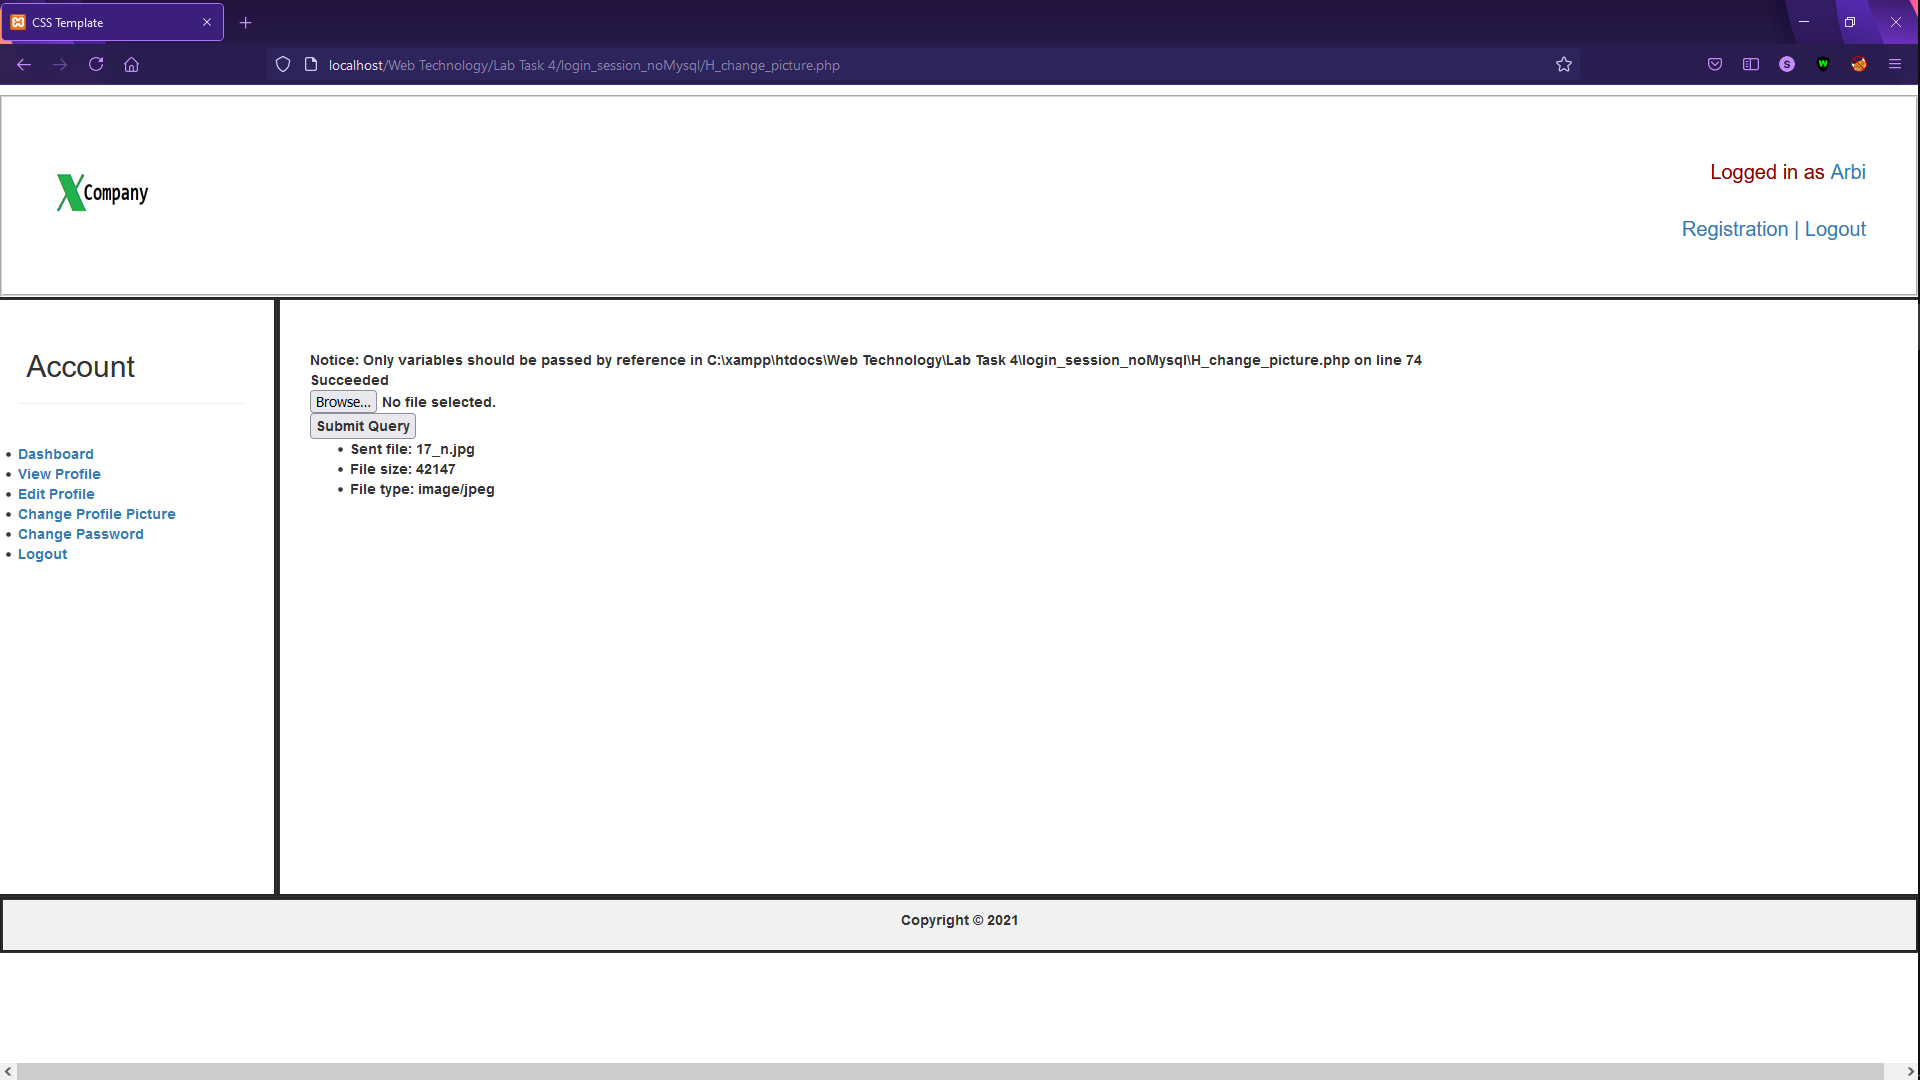 CSS Template
localhost/Web Technology/Lab Task 4/login_session_noMysql/H_change_picture.php
S
W
X Company
Logged in as Arbi
Registration | Logout
Account
• Dashboard
• View Profile
• Edit Profile
• Change Profile Picture
• Change Password
• Logout
Notice: Only variables should be passed by reference in C:\xampp\htdocs\Web Technology\Lab Task 4\login_session_noMysql\H_change_picture.php on line 74
Succeeded
Browse... No file selected.
Submit Query
• Sent file: 17_n.jpg
• File size: 42147
• File type: image/jpeg
Copyright © 2021